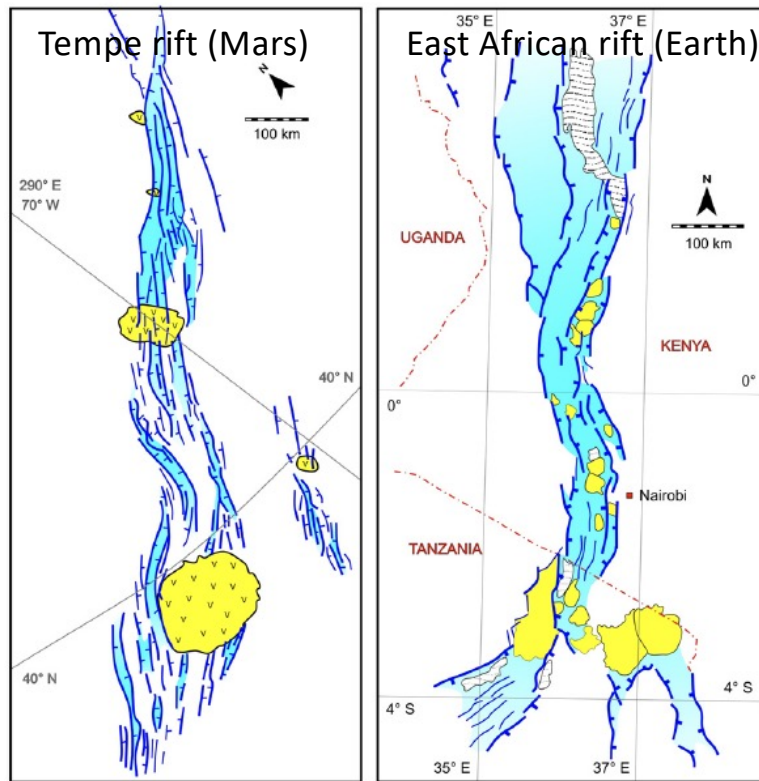 Tempe rift (Mars)
N
100 km
290° E
70° W
v
v
v v v v
v v v
40° N
v
v v
v v v
v v v v
v v v
v v
40° N
East African rift (Earth)
35° E
37° E
N
100 km
UGANDA
KENYA
0°
0°
Nairobi
TANZANIA
4° S
4° S
35° E
37° E